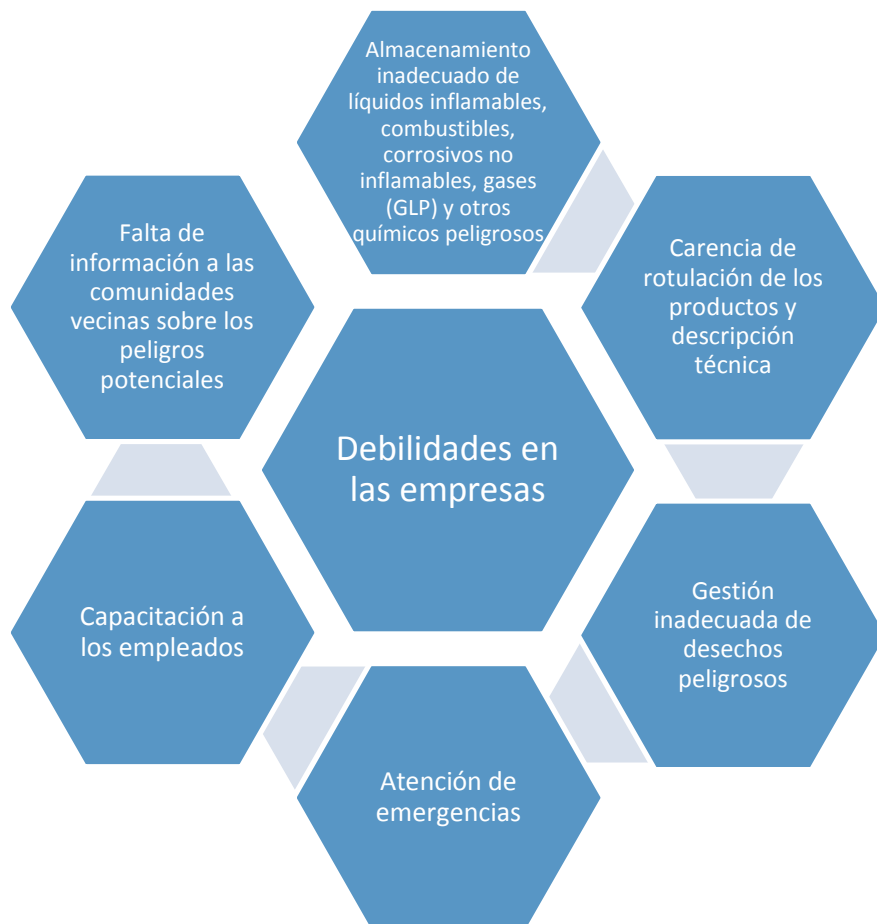 Almacenamiento
inadecuado de
líquidos inflamables,
combustibles,
corrosivos no
inflamables, gases
(GLP) y otros
químicos peligrosos
Carencia de
rotulación de los
productos y
descripción
técnica
Gestión
inadecuada de
desechos
peligrosos
Atención de
emergencias
Capacitación a
los empleados
Falta de
información a las
comunidades
vecinas sobre los
peligros
potenciales
Debilidades en
las empresas